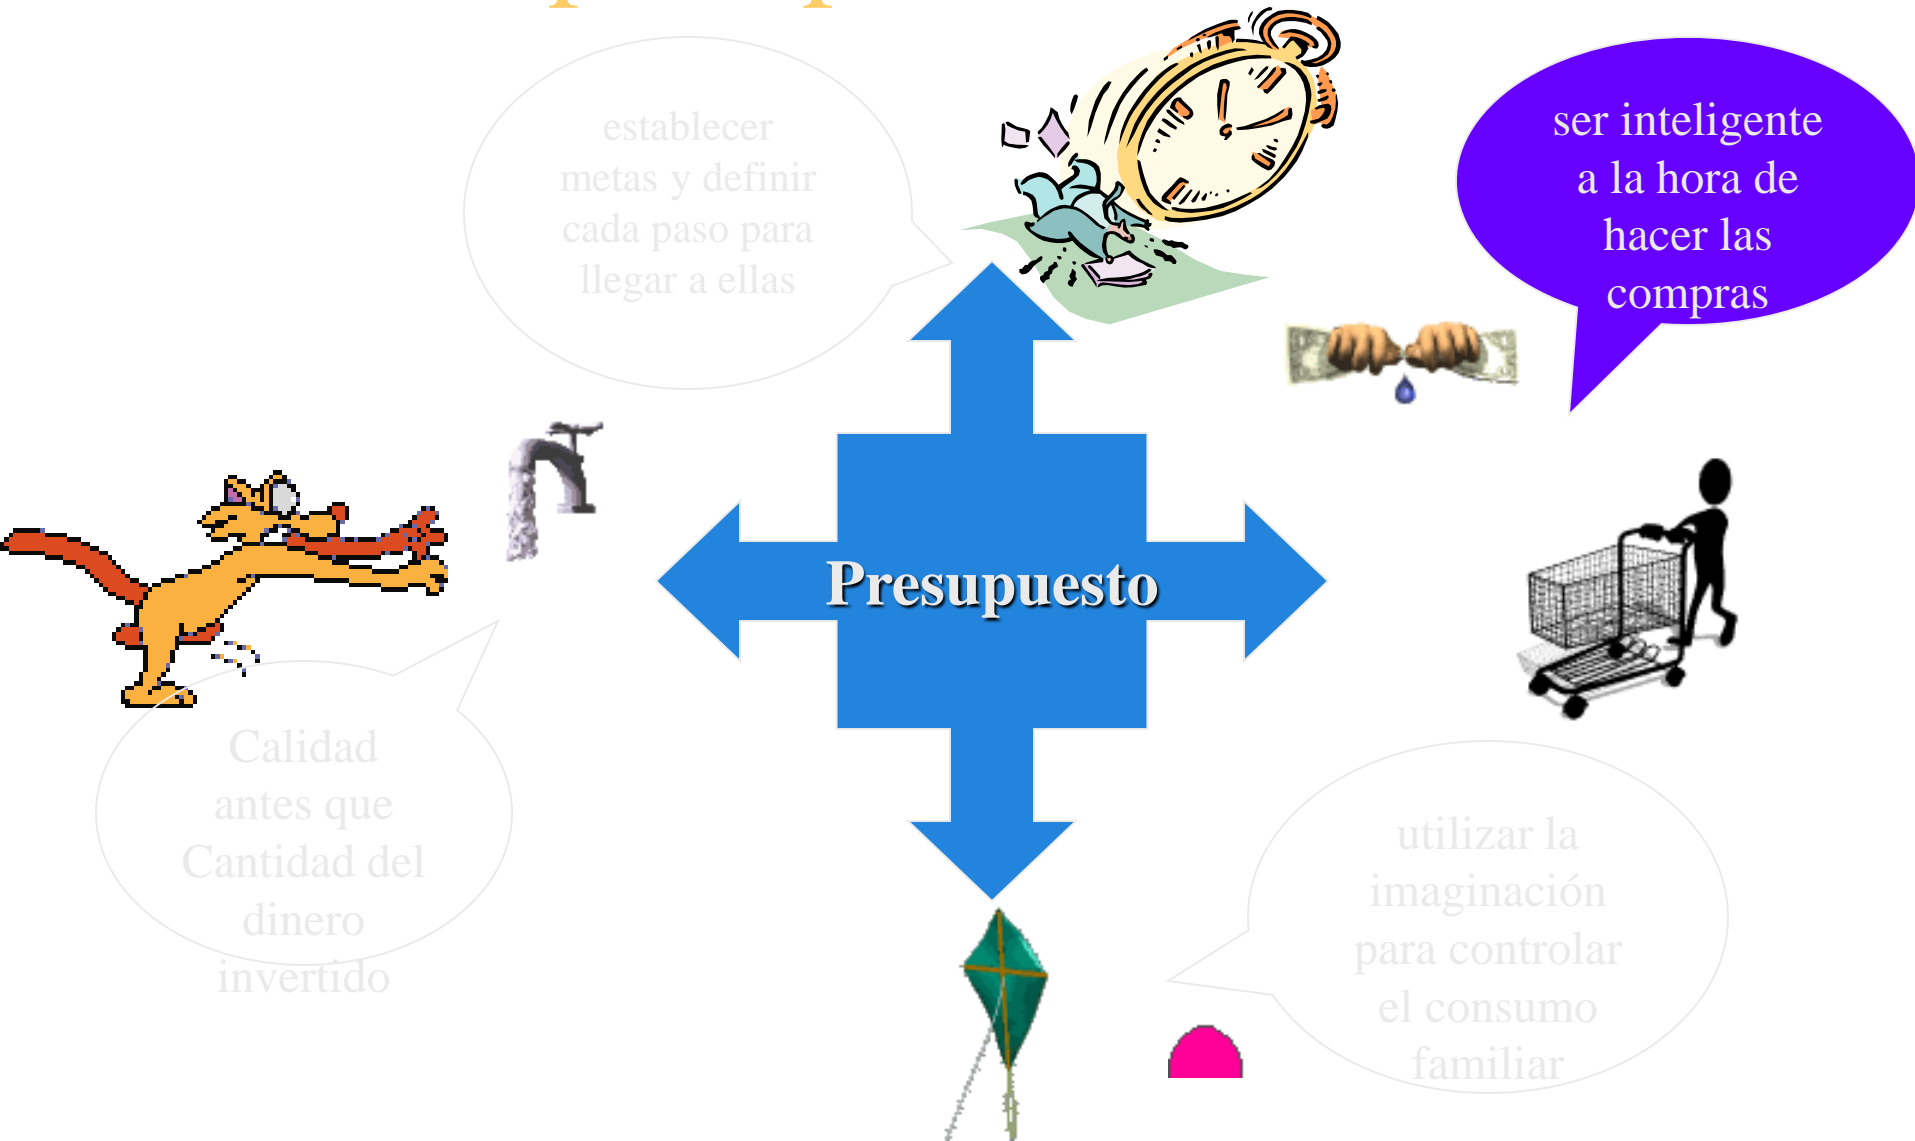 establecer
metas y definir
cada paso para
llegar a ellas
ser inteligente
a la hora de
hacer las
compras
Presupuesto
Calidad
antes que
Cantidad del
dinero
invertido
utilizar la
imaginación
para controlar
el consumo
familiar